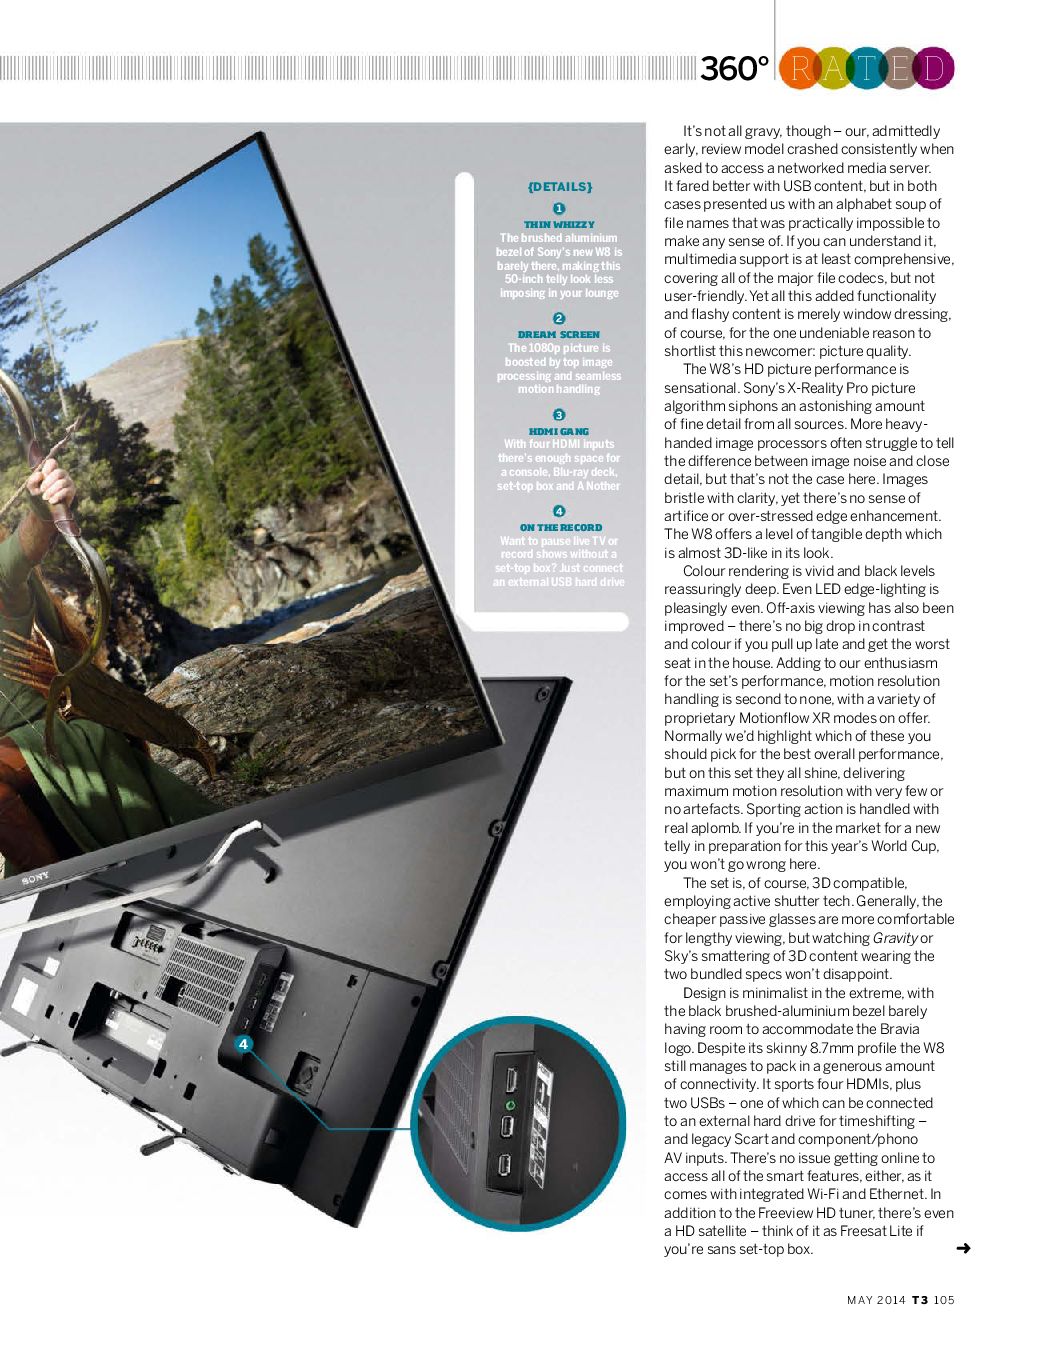 360° RATED
{DETAILS}
1
THIN WHIZZY
The brushed aluminium
bezel of Sony's new W8 is
barely there, making this
50-inch telly look less
imposing in your lounge
2
DREAM SCREEN
The 1080p picture is
boosted by top image
processing and seamless
motion handling
3
HDMI GANG
With four HDMI inputs
there's enough space for
a console, Blu-ray deck,
set-top box and A Nother
4
ON THE RECORD
Want to pause live TV or
record shows without a
set-top box? Just connect
an external USB hard drive
SONY
4
It's not all gravy, though – our, admittedly
early, review model crashed consistently when
asked to access a networked media server.
It fared better with USB content, but in both
cases presented us with an alphabet soup of
file names that was practically impossible to
make any sense of. If you can understand it,
multimedia support is at least comprehensive,
covering all of the major file codecs, but not
user-friendly. Yet all this added functionality
and flashy content is merely window dressing,
of course, for the one undeniable reason to
shortlist this newcomer: picture quality.
The W8's HD picture performance is
sensational. Sony's X-Reality Pro picture
algorithm siphons an astonishing amount
of fine detail from all sources. More heavy-
handed image processors often struggle to tell
the difference between image noise and close
detail, but that's not the case here. Images
bristle with clarity, yet there's no sense of
artifice or over-stressed edge enhancement.
The W8 offers a level of tangible depth which
is almost 3D-like in its look.
Colour rendering is vivid and black levels
reassuringly deep. Even LED edge-lighting is
pleasingly even. Off-axis viewing has also been
improved – there's no big drop in contrast
and colour if you pull up late and get the worst
seat in the house. Adding to our enthusiasm
for the set's performance, motion resolution
handling is second to none, with a variety of
proprietary Motionflow XR modes on offer.
Normally we'd highlight which of these you
should pick for the best overall performance,
but on this set they all shine, delivering
maximum motion resolution with very few or
no artefacts. Sporting action is handled with
real aplomb. If you're in the market for a new
telly in preparation for this year's World Cup,
you won't go wrong here.
The set is, of course, 3D compatible,
employing active shutter tech. Generally, the
cheaper passive glasses are more comfortable
for lengthy viewing, but watching Gravity or
Sky's smattering of 3D content wearing the
two bundled specs won't disappoint.
Design is minimalist in the extreme, with
the black brushed-aluminium bezel barely
having room to accommodate the Bravia
logo. Despite its skinny 8.7mm profile the W8
still manages to pack in a generous amount
of connectivity. It sports four HDMIs, plus
two USBs – one of which can be connected
to an external hard drive for timeshifting –
and legacy Scart and component/phono
AV inputs. There's no issue getting online to
access all of the smart features, either, as it
comes with integrated Wi-Fi and Ethernet. In
addition to the Freeview HD tuner, there's even
a HD satellite – think of it as Freesat Lite if
you're sans set-top box. ➜
MAY 2014 T3 105